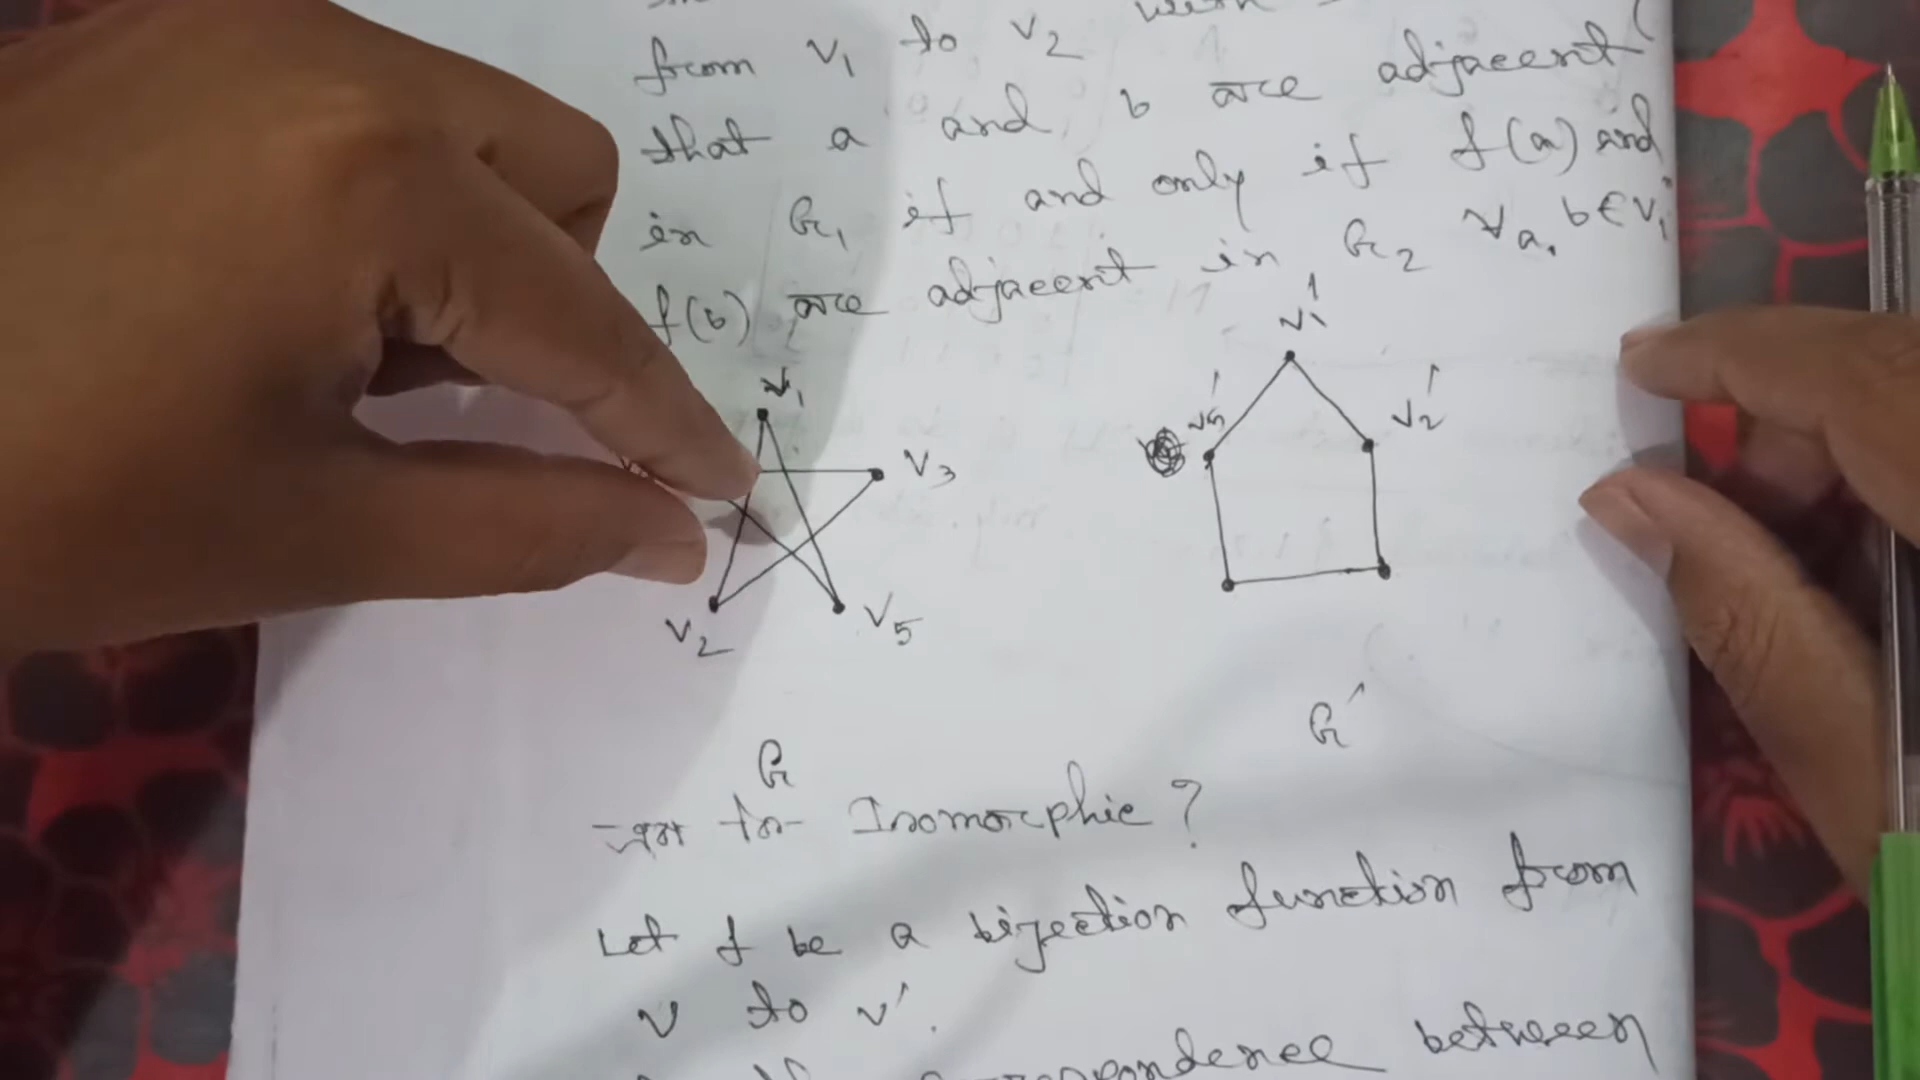 from V₁ to V₂ with
that a and b are adjacent
in G₁ if and only if f(a) and
f(b) are adjacent in G₂ ∀a, b∈V₁
V₁
V₃
V₂
V₅
V₁'
V₅'
V₂'
G
G'
Isomorphic ?
Let f be a bijection function from
V to V'.
between